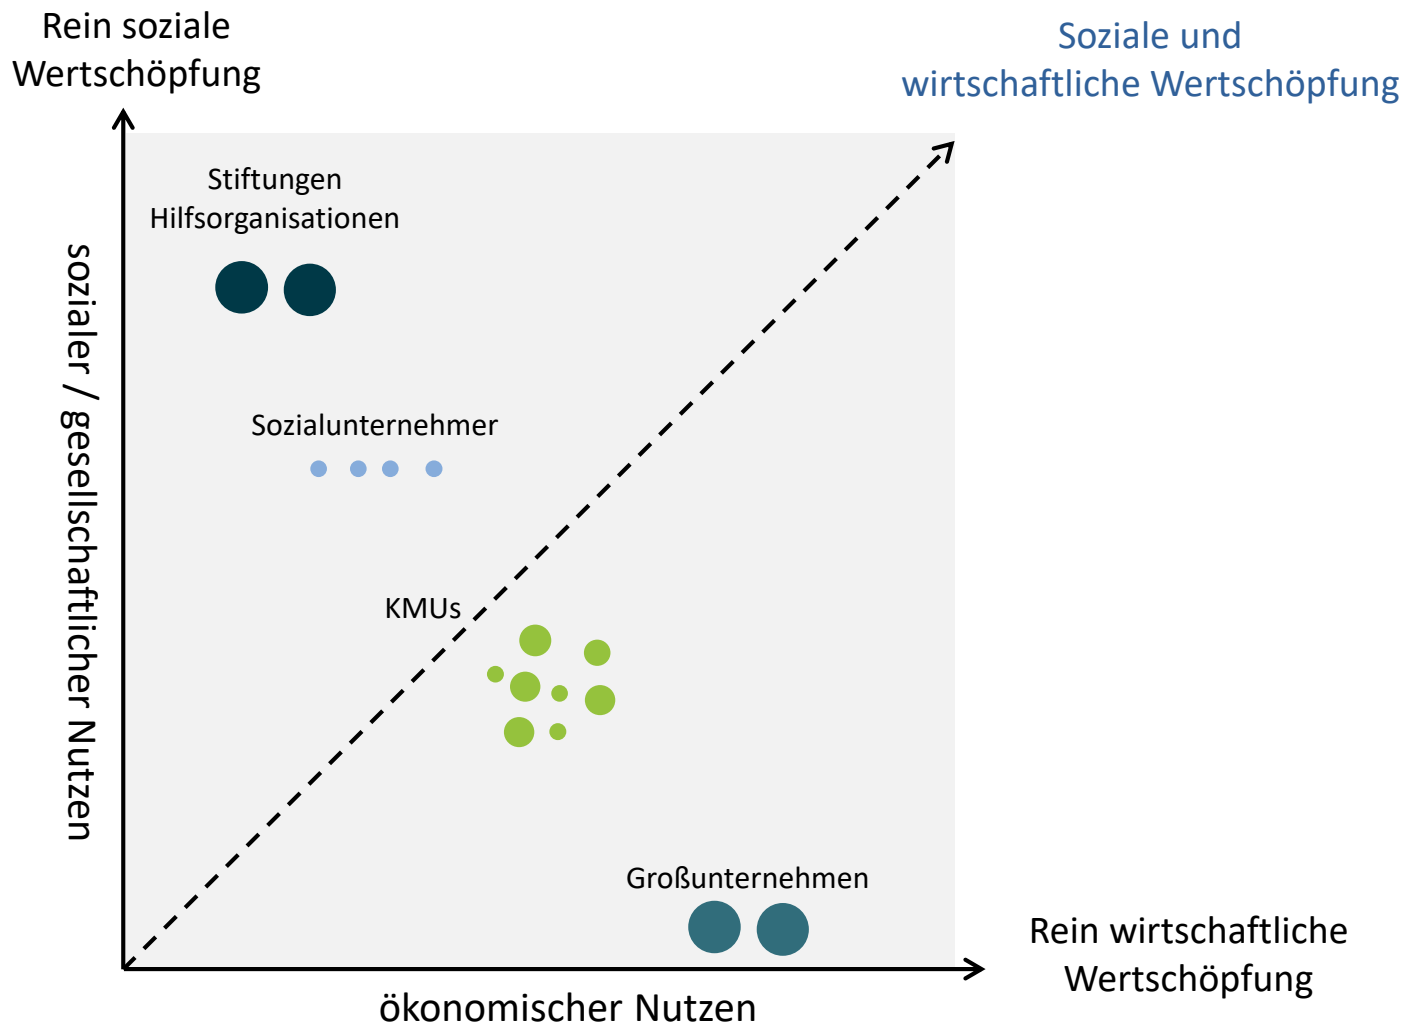 Rein soziale
Wertschöpfung
Soziale und
wirtschaftliche Wertschöpfung
Stiftungen
Hilfsorganisationen
sozialer / gesellschaftlicher Nutzen
Sozialunternehmer
KMUs
Großunternehmen
Rein wirtschaftliche
Wertschöpfung
ökonomischer Nutzen